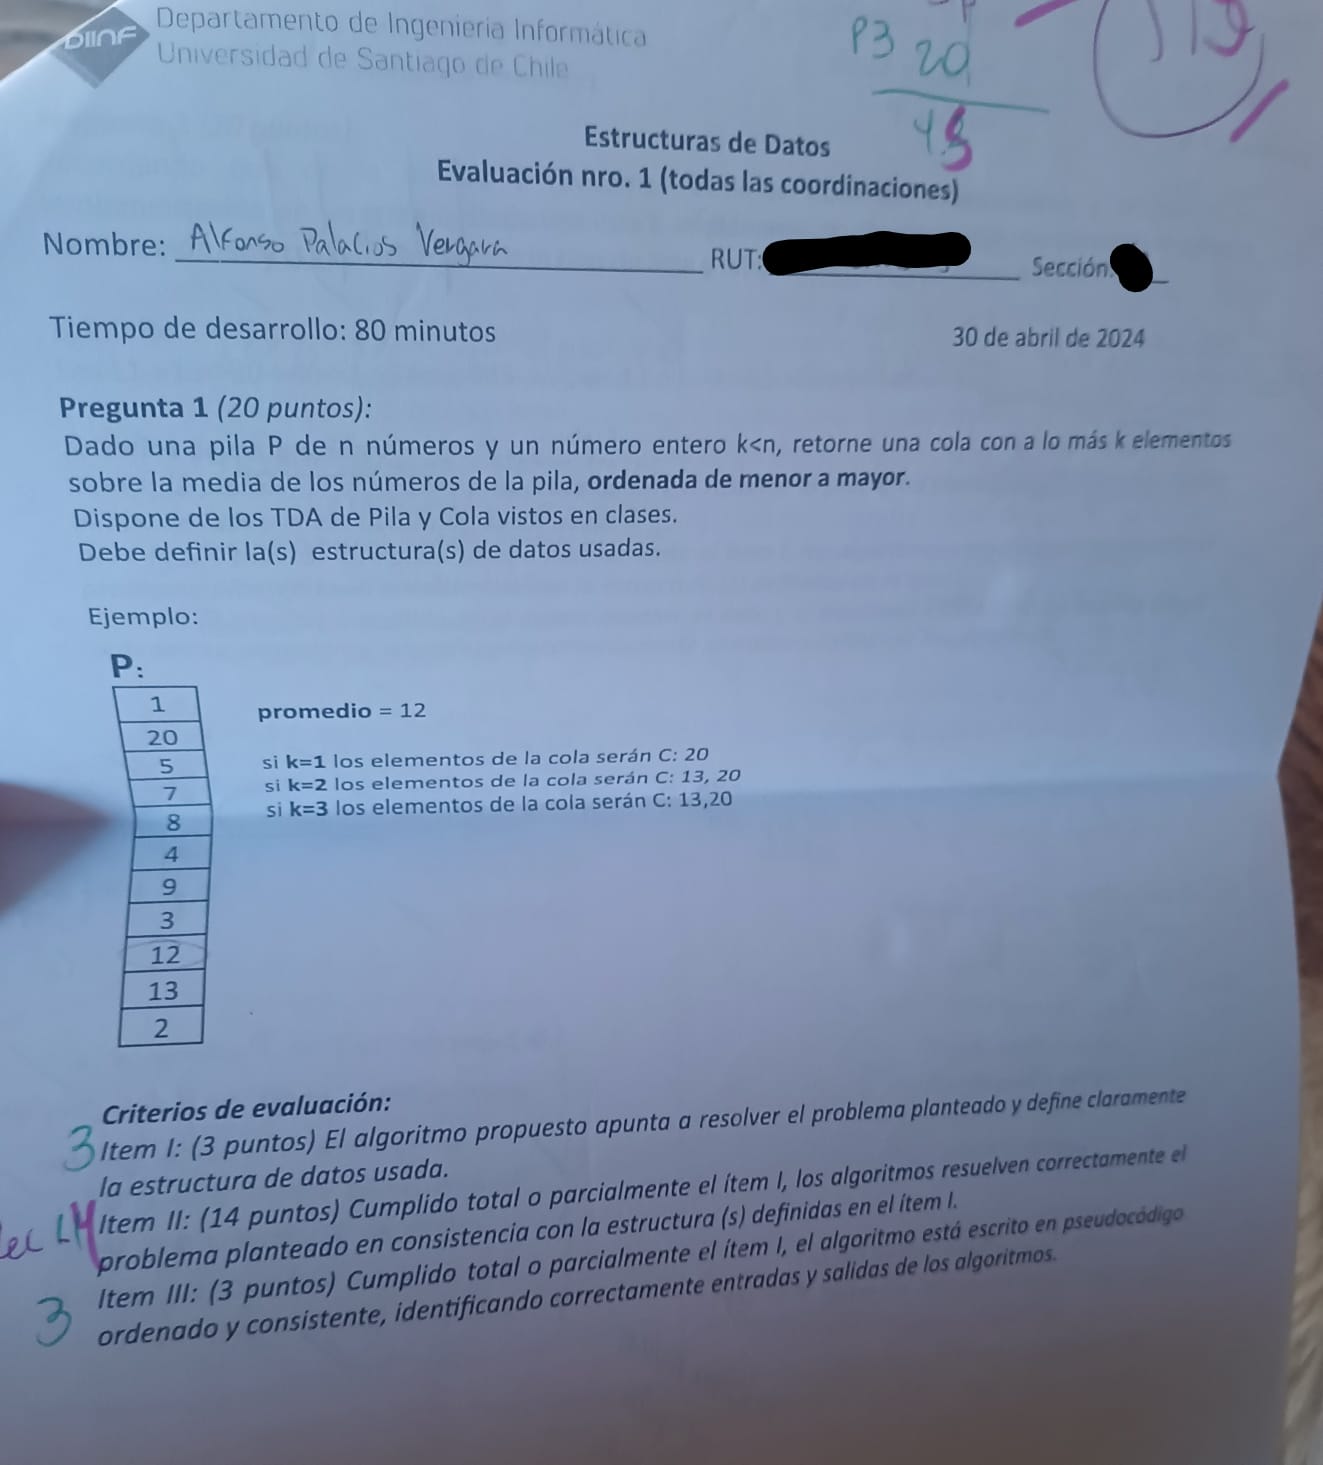 DIINF
Departamento de Ingeniería Informática
Universidad de Santiago de Chile
P3 20
48
Estructuras de Datos
Evaluación nro. 1 (todas las coordinaciones)
Nombre: Alfonso Palacios Vergara RUT: Sección:
Tiempo de desarrollo: 80 minutos 30 de abril de 2024
Pregunta 1 (20 puntos):
Dado una pila P de n números y un número entero k<n, retorne una cola con a lo más k elementos
sobre la media de los números de la pila, ordenada de menor a mayor.
Dispone de los TDA de Pila y Cola vistos en clases.
Debe definir la(s) estructura(s) de datos usadas.
Ejemplo:
P:
1
20
5
7
8
4
9
3
12
13
2
promedio = 12
si k=1 los elementos de la cola serán C: 20
si k=2 los elementos de la cola serán C: 13, 20
si k=3 los elementos de la cola serán C: 13,20
Criterios de evaluación:
3 Item I: (3 puntos) El algoritmo propuesto apunta a resolver el problema planteado y define claramente
la estructura de datos usada.
Item II: (14 puntos) Cumplido total o parcialmente el ítem I, los algoritmos resuelven correctamente el
problema planteado en consistencia con la estructura (s) definidas en el ítem I.
3 Item III: (3 puntos) Cumplido total o parcialmente el ítem I, el algoritmo está escrito en pseudocódigo
ordenado y consistente, identificando correctamente entradas y salidas de los algoritmos.